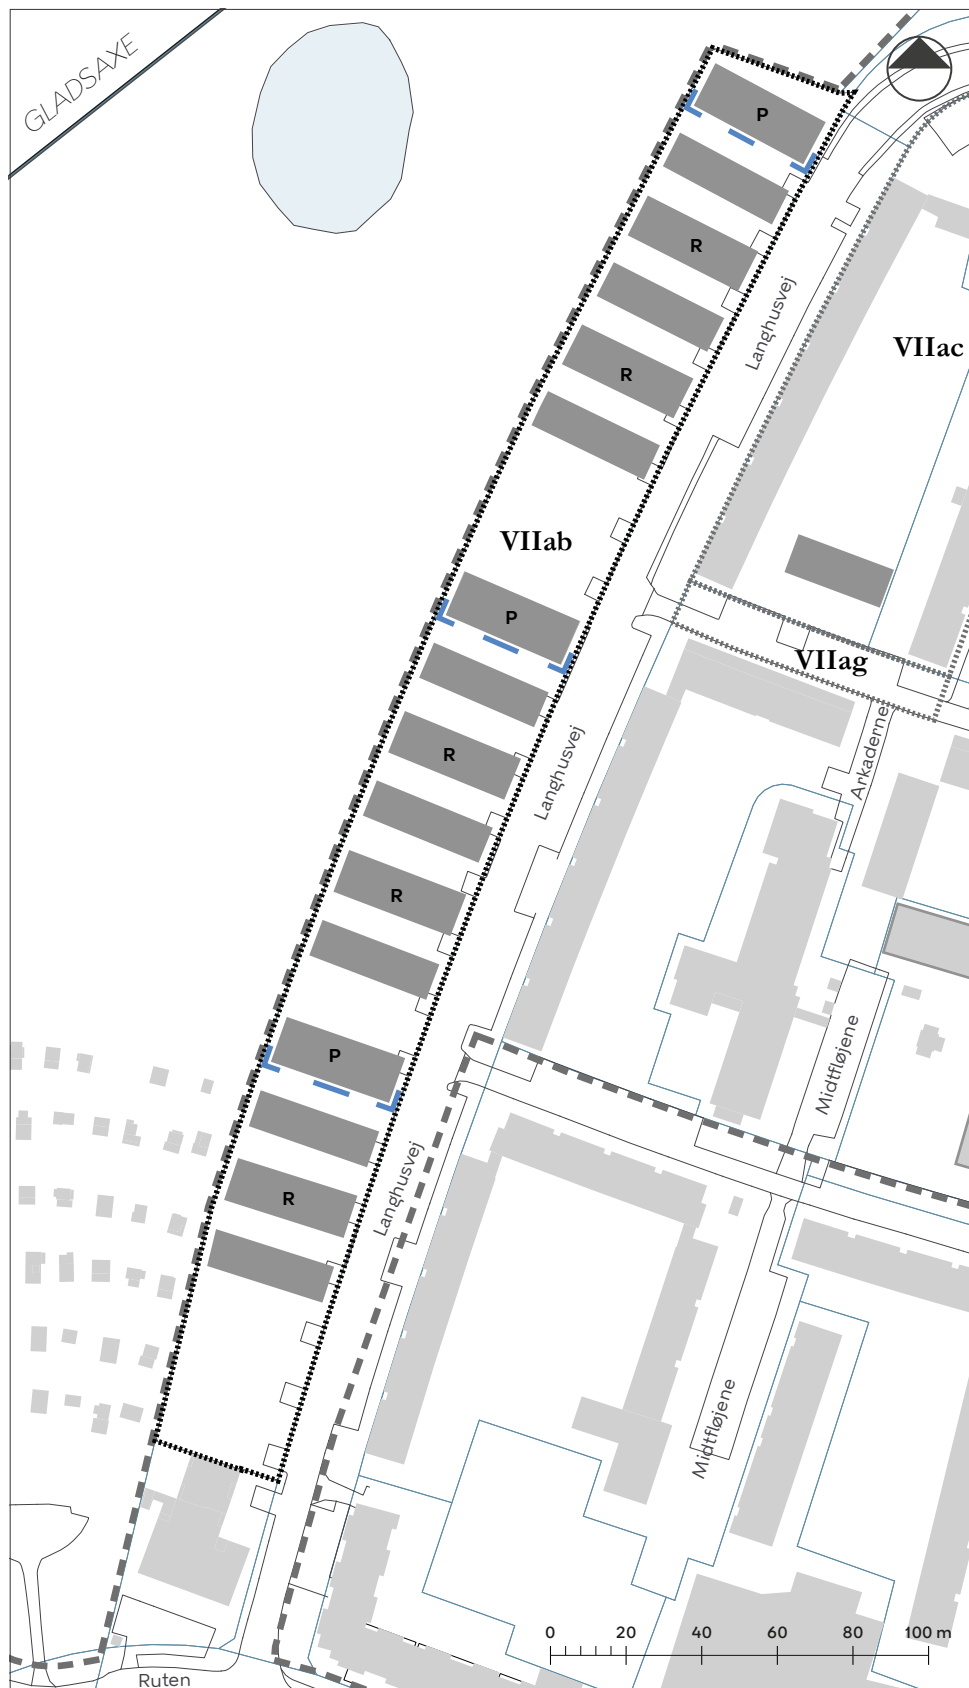 GLADSAXE
P
R
Langhusvej
VIIac
R
VIIab
P
VIIag
Arkaderne
R
Langhusvej
R
Midtfløjene
P
Langhusvej
R
Midtfløjene
0 20 40 60 80 100 m
Ruten